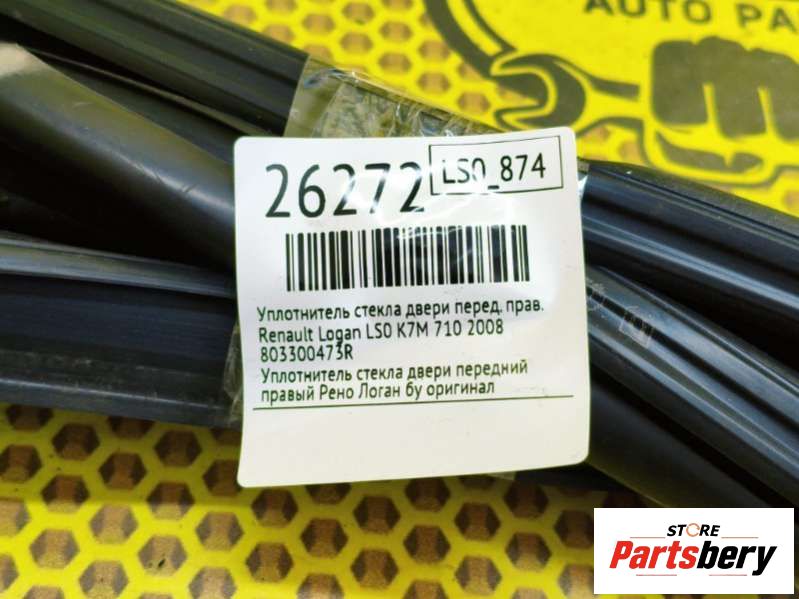 AUTO PA
26272
LS0_874
Уплотнитель стекла двери перед. прав.
Renault Logan LS0 K7M 710 2008
803300473R
Уплотнитель стекла двери передний
правый Рено Логан бу оригинал
STORE
Partsbery